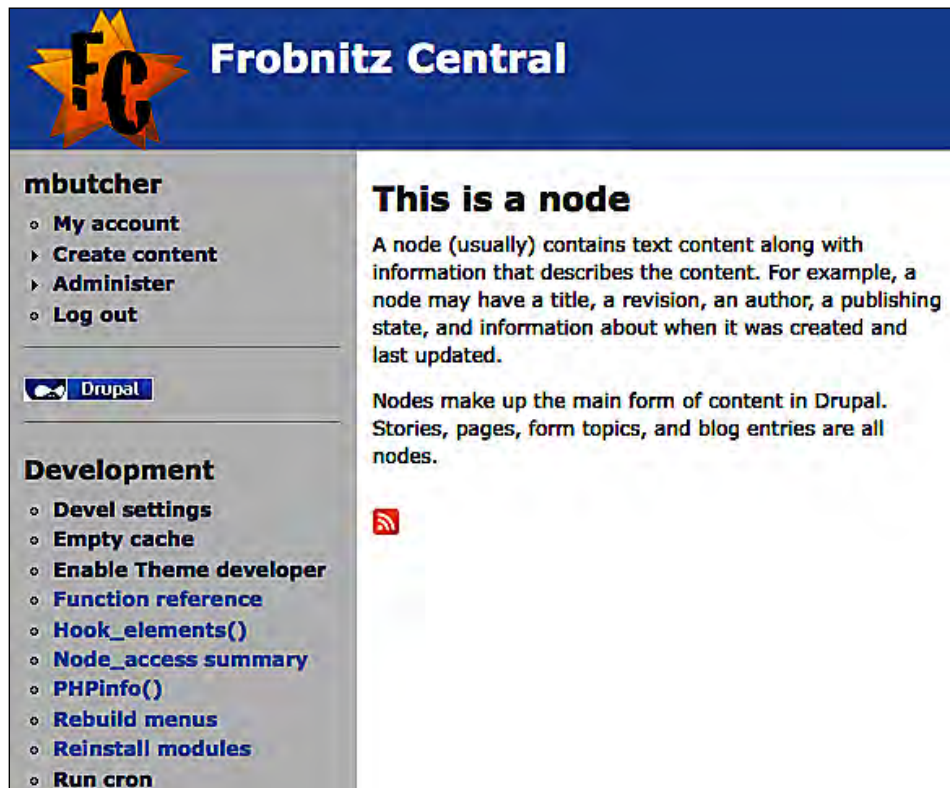 FC
Frobnitz Central
mbutcher
My account
Create content
Administer
Log out
Drupal
Development
Devel settings
Empty cache
Enable Theme developer
Function reference
Hook_elements()
Node_access summary
PHPinfo()
Rebuild menus
Reinstall modules
Run cron
This is a node
A node (usually) contains text content along with
information that describes the content. For example, a
node may have a title, a revision, an author, a publishing
state, and information about when it was created and
last updated.
Nodes make up the main form of content in Drupal.
Stories, pages, form topics, and blog entries are all
nodes.